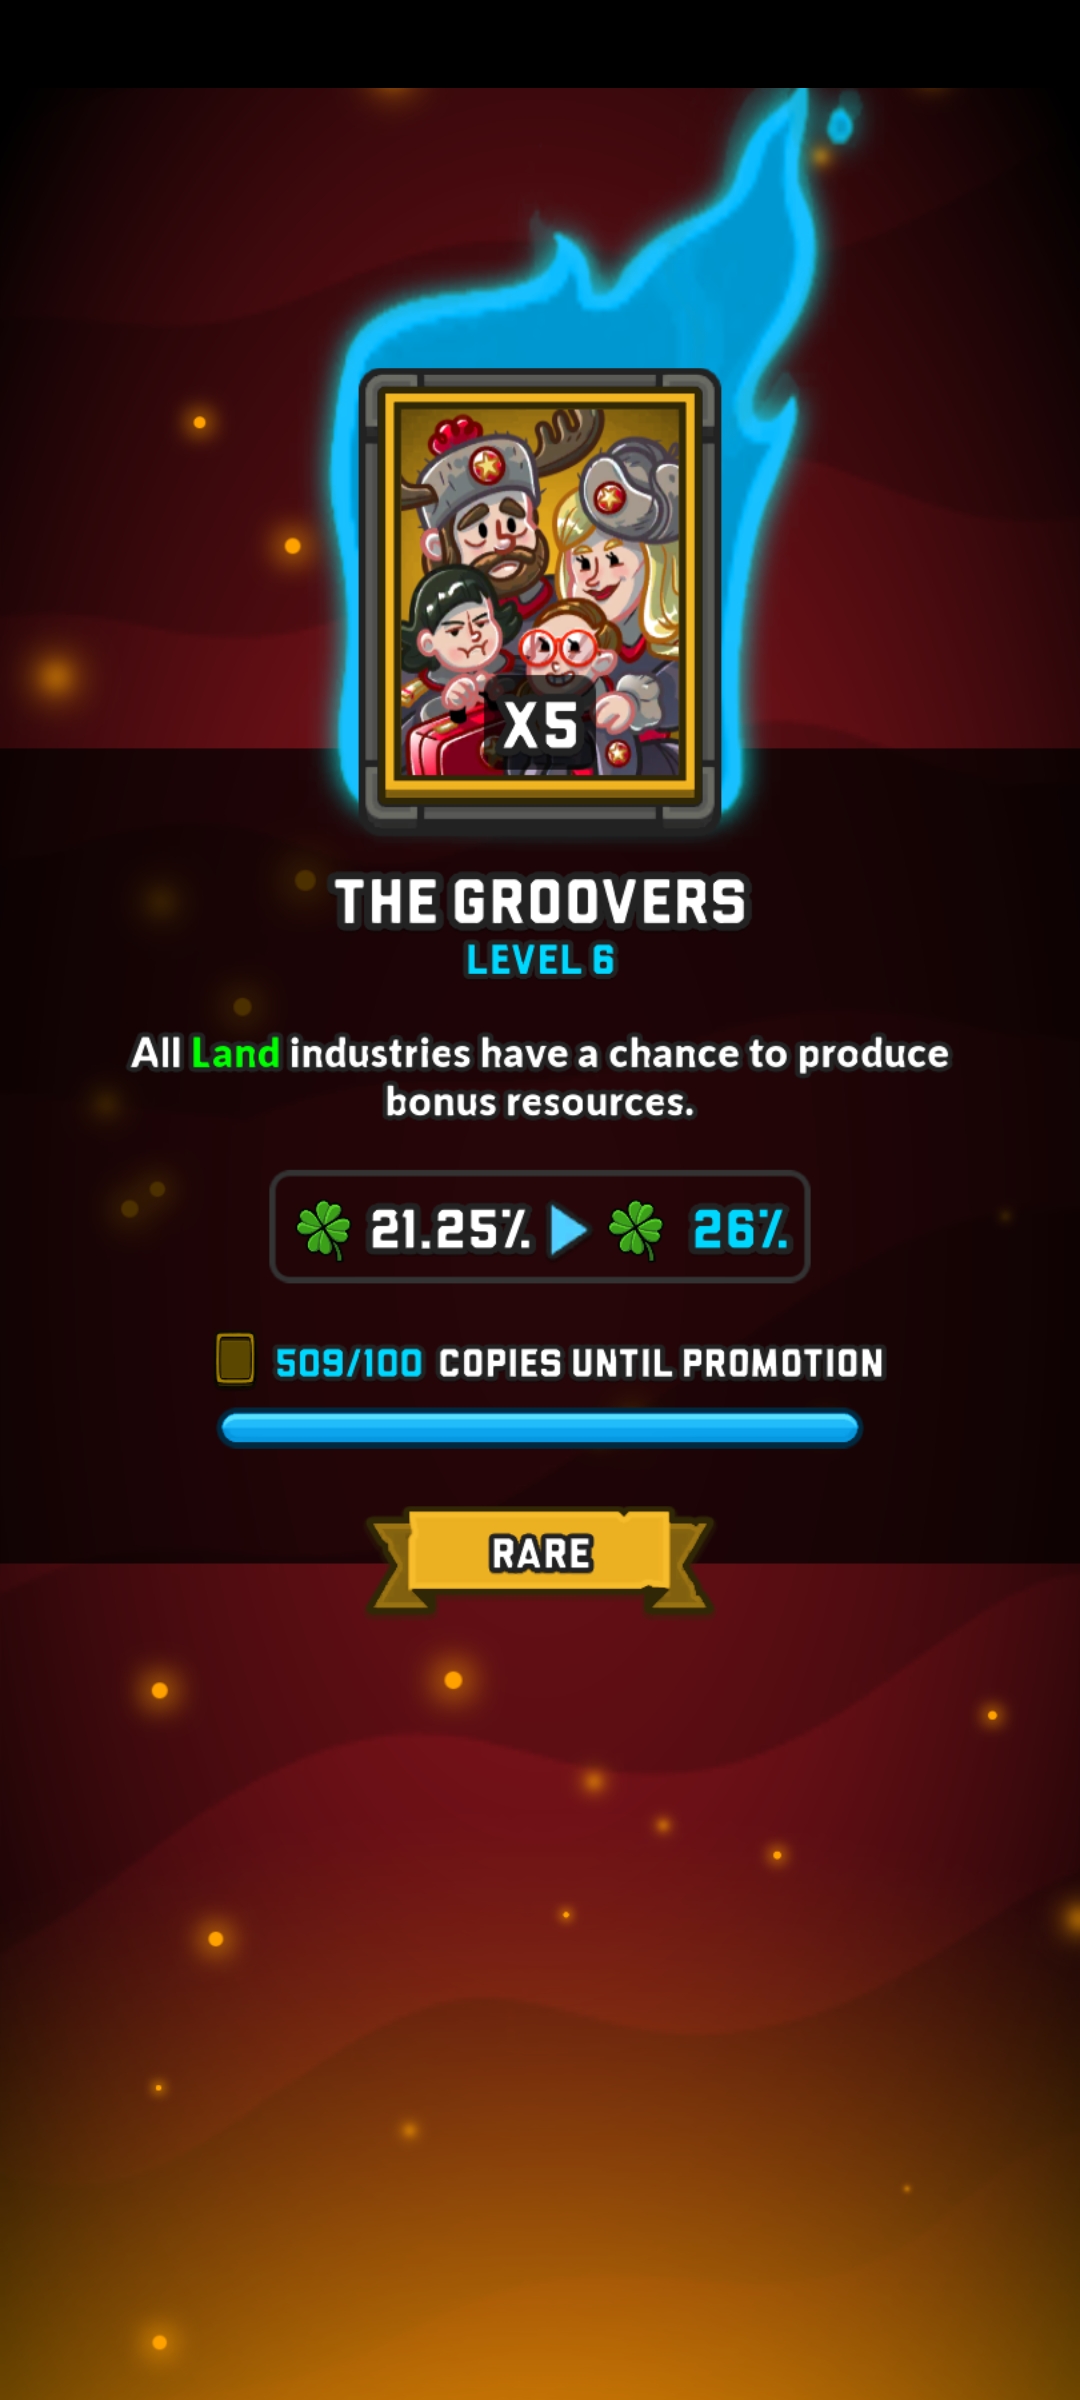 X5
THE GROOVERS
LEVEL 6
All Land industries have a chance to produce
bonus resources.
21.25% 26%
509/100 COPIES UNTIL PROMOTION
RARE